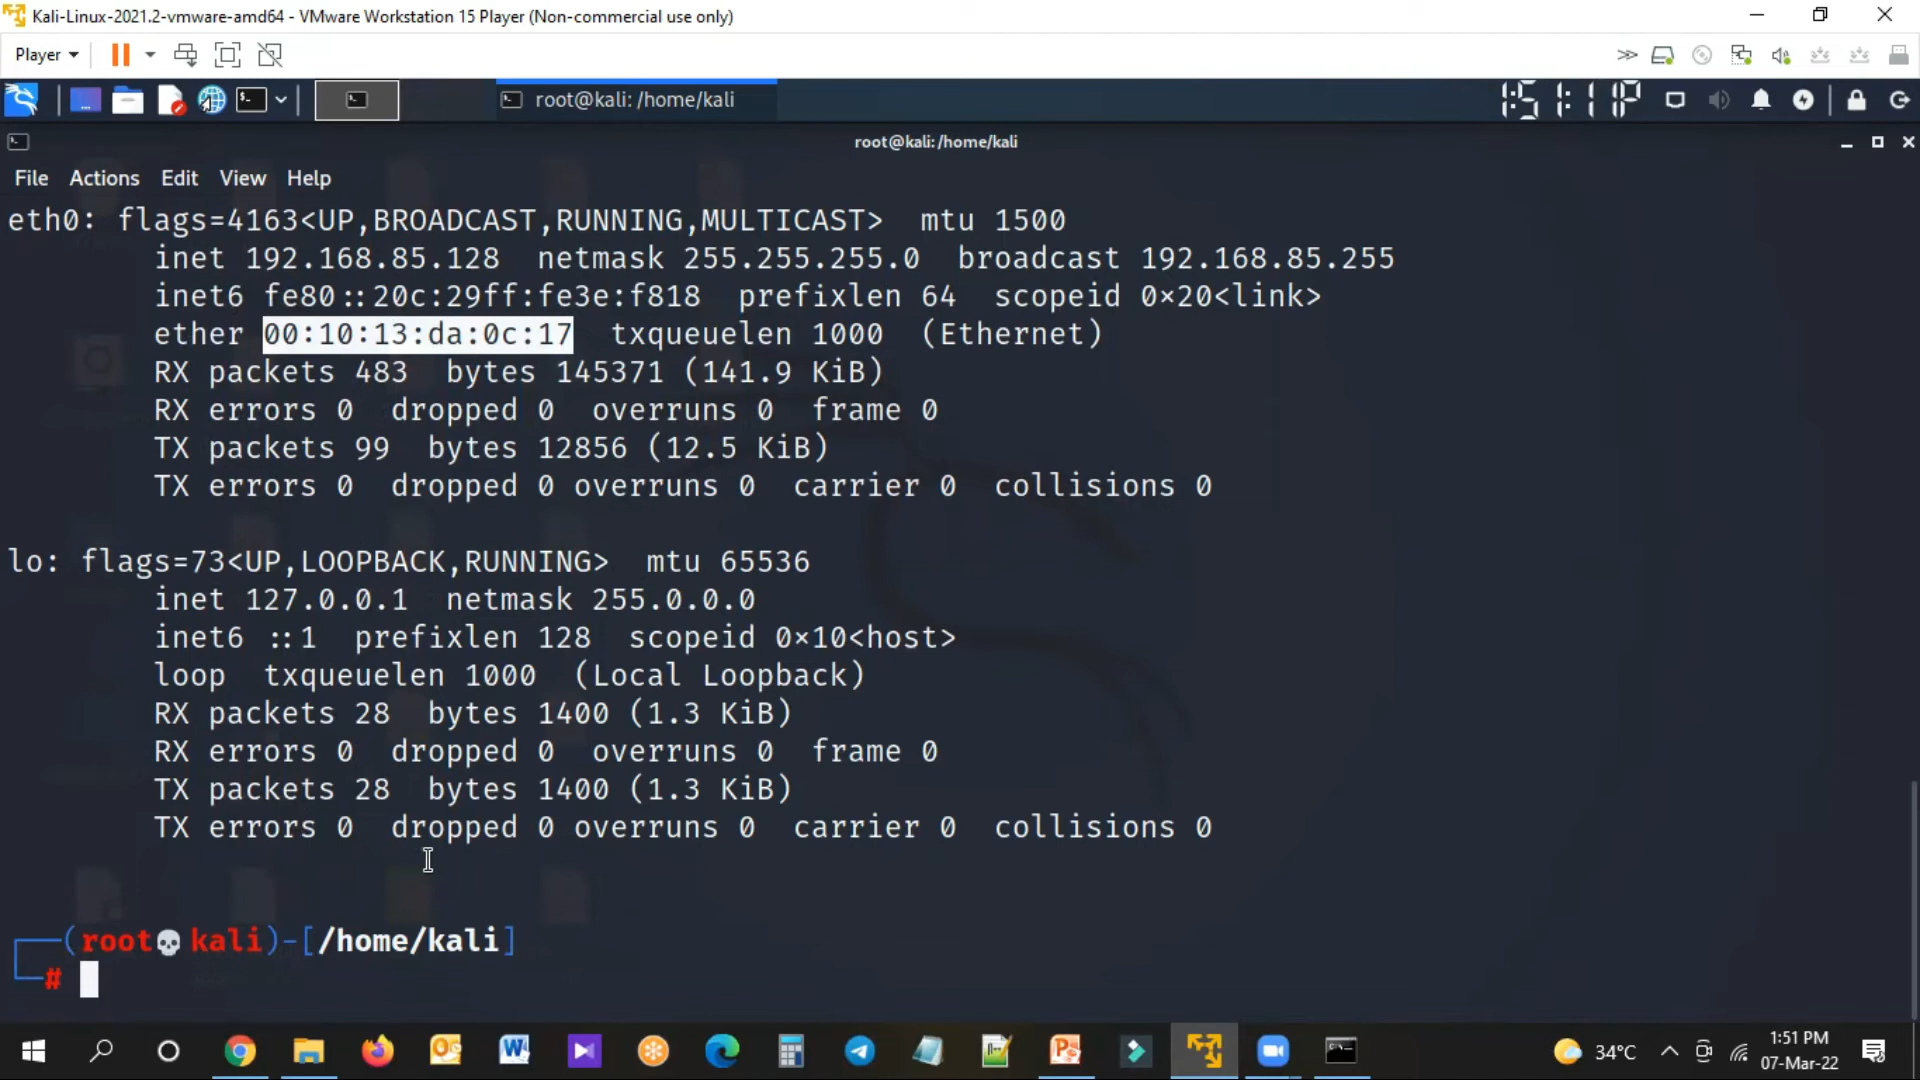 Kali-Linux-2021.2-vmware-amd64 - VMware Workstation 15 Player (Non-commercial use only)
Player
root@kali: /home/kali
1:51:11P
root@kali: /home/kali
File Actions Edit View Help
eth0: flags=4163<UP,BROADCAST,RUNNING,MULTICAST>  mtu 1500
inet 192.168.85.128  netmask 255.255.255.0  broadcast 192.168.85.255
inet6 fe80::20c:29ff:fe3e:f818  prefixlen 64  scopeid 0×20<link>
ether 00:10:13:da:0c:17  txqueuelen 1000  (Ethernet)
RX packets 483  bytes 145371 (141.9 KiB)
RX errors 0  dropped 0  overruns 0  frame 0
TX packets 99  bytes 12856 (12.5 KiB)
TX errors 0  dropped 0 overruns 0  carrier 0  collisions 0
lo: flags=73<UP,LOOPBACK,RUNNING>  mtu 65536
inet 127.0.0.1  netmask 255.0.0.0
inet6 ::1  prefixlen 128  scopeid 0×10<host>
loop  txqueuelen 1000  (Local Loopback)
RX packets 28  bytes 1400 (1.3 KiB)
RX errors 0  dropped 0  overruns 0  frame 0
TX packets 28  bytes 1400 (1.3 KiB)
TX errors 0  dropped 0 overruns 0  carrier 0  collisions 0
(root💀kali)-[/home/kali]
#
34°C
1:51 PM
07-Mar-22